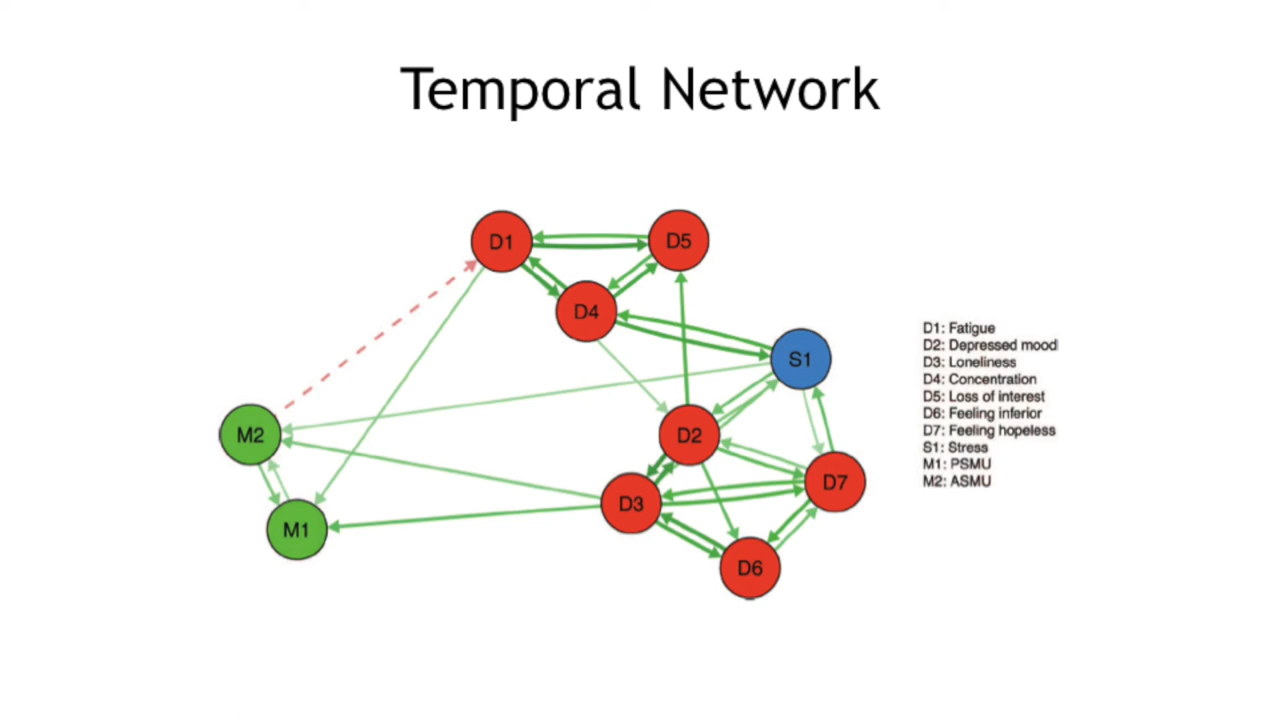 Temporal Network
D1
D5
D4
S1
M2
D2
D7
D3
M1
D6
D1: Fatigue
D2: Depressed mood
D3: Loneliness
D4: Concentration
D5: Loss of interest
D6: Feeling inferior
D7: Feeling hopeless
S1: Stress
M1: PSMU
M2: ASMU